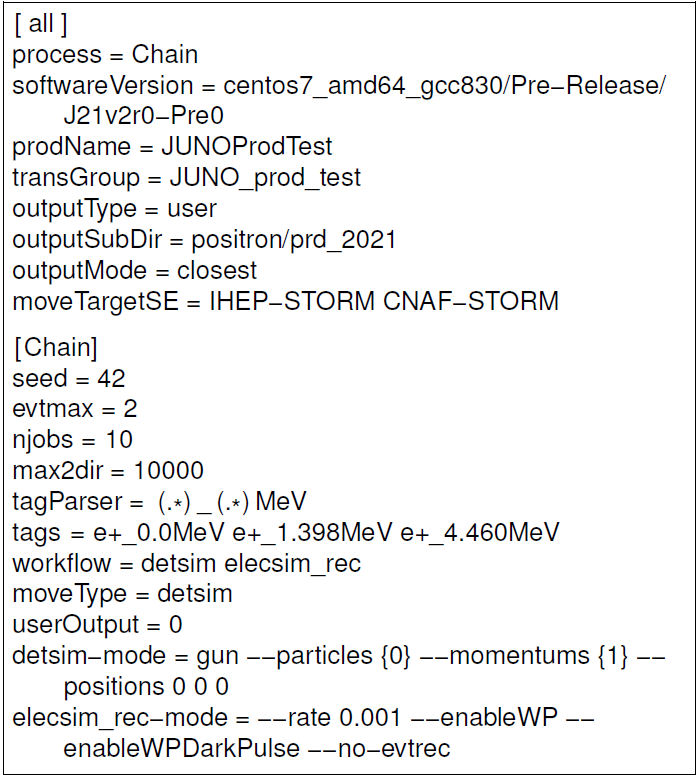 [ all ]
process = Chain
softwareVersion = centos7_amd64_gcc830/Pre−Release/
J21v2r0−Pre0
prodName = JUNOProdTest
transGroup = JUNO_prod_test
outputType = user
outputSubDir = positron/prd_2021
outputMode = closest
moveTargetSE = IHEP−STORM CNAF−STORM
[Chain]
seed = 42
evtmax = 2
njobs = 10
max2dir = 10000
tagParser = (.*) _ (.*) MeV
tags = e+_0.0MeV e+_1.398MeV e+_4.460MeV
workflow = detsim elecsim_rec
moveType = detsim
userOutput = 0
detsim−mode = gun −−particles {0} −−momentums {1} −−
positions 0 0 0
elecsim_rec−mode = −−rate 0.001 −−enableWP −−
enableWPDarkPulse −−no−evtrec